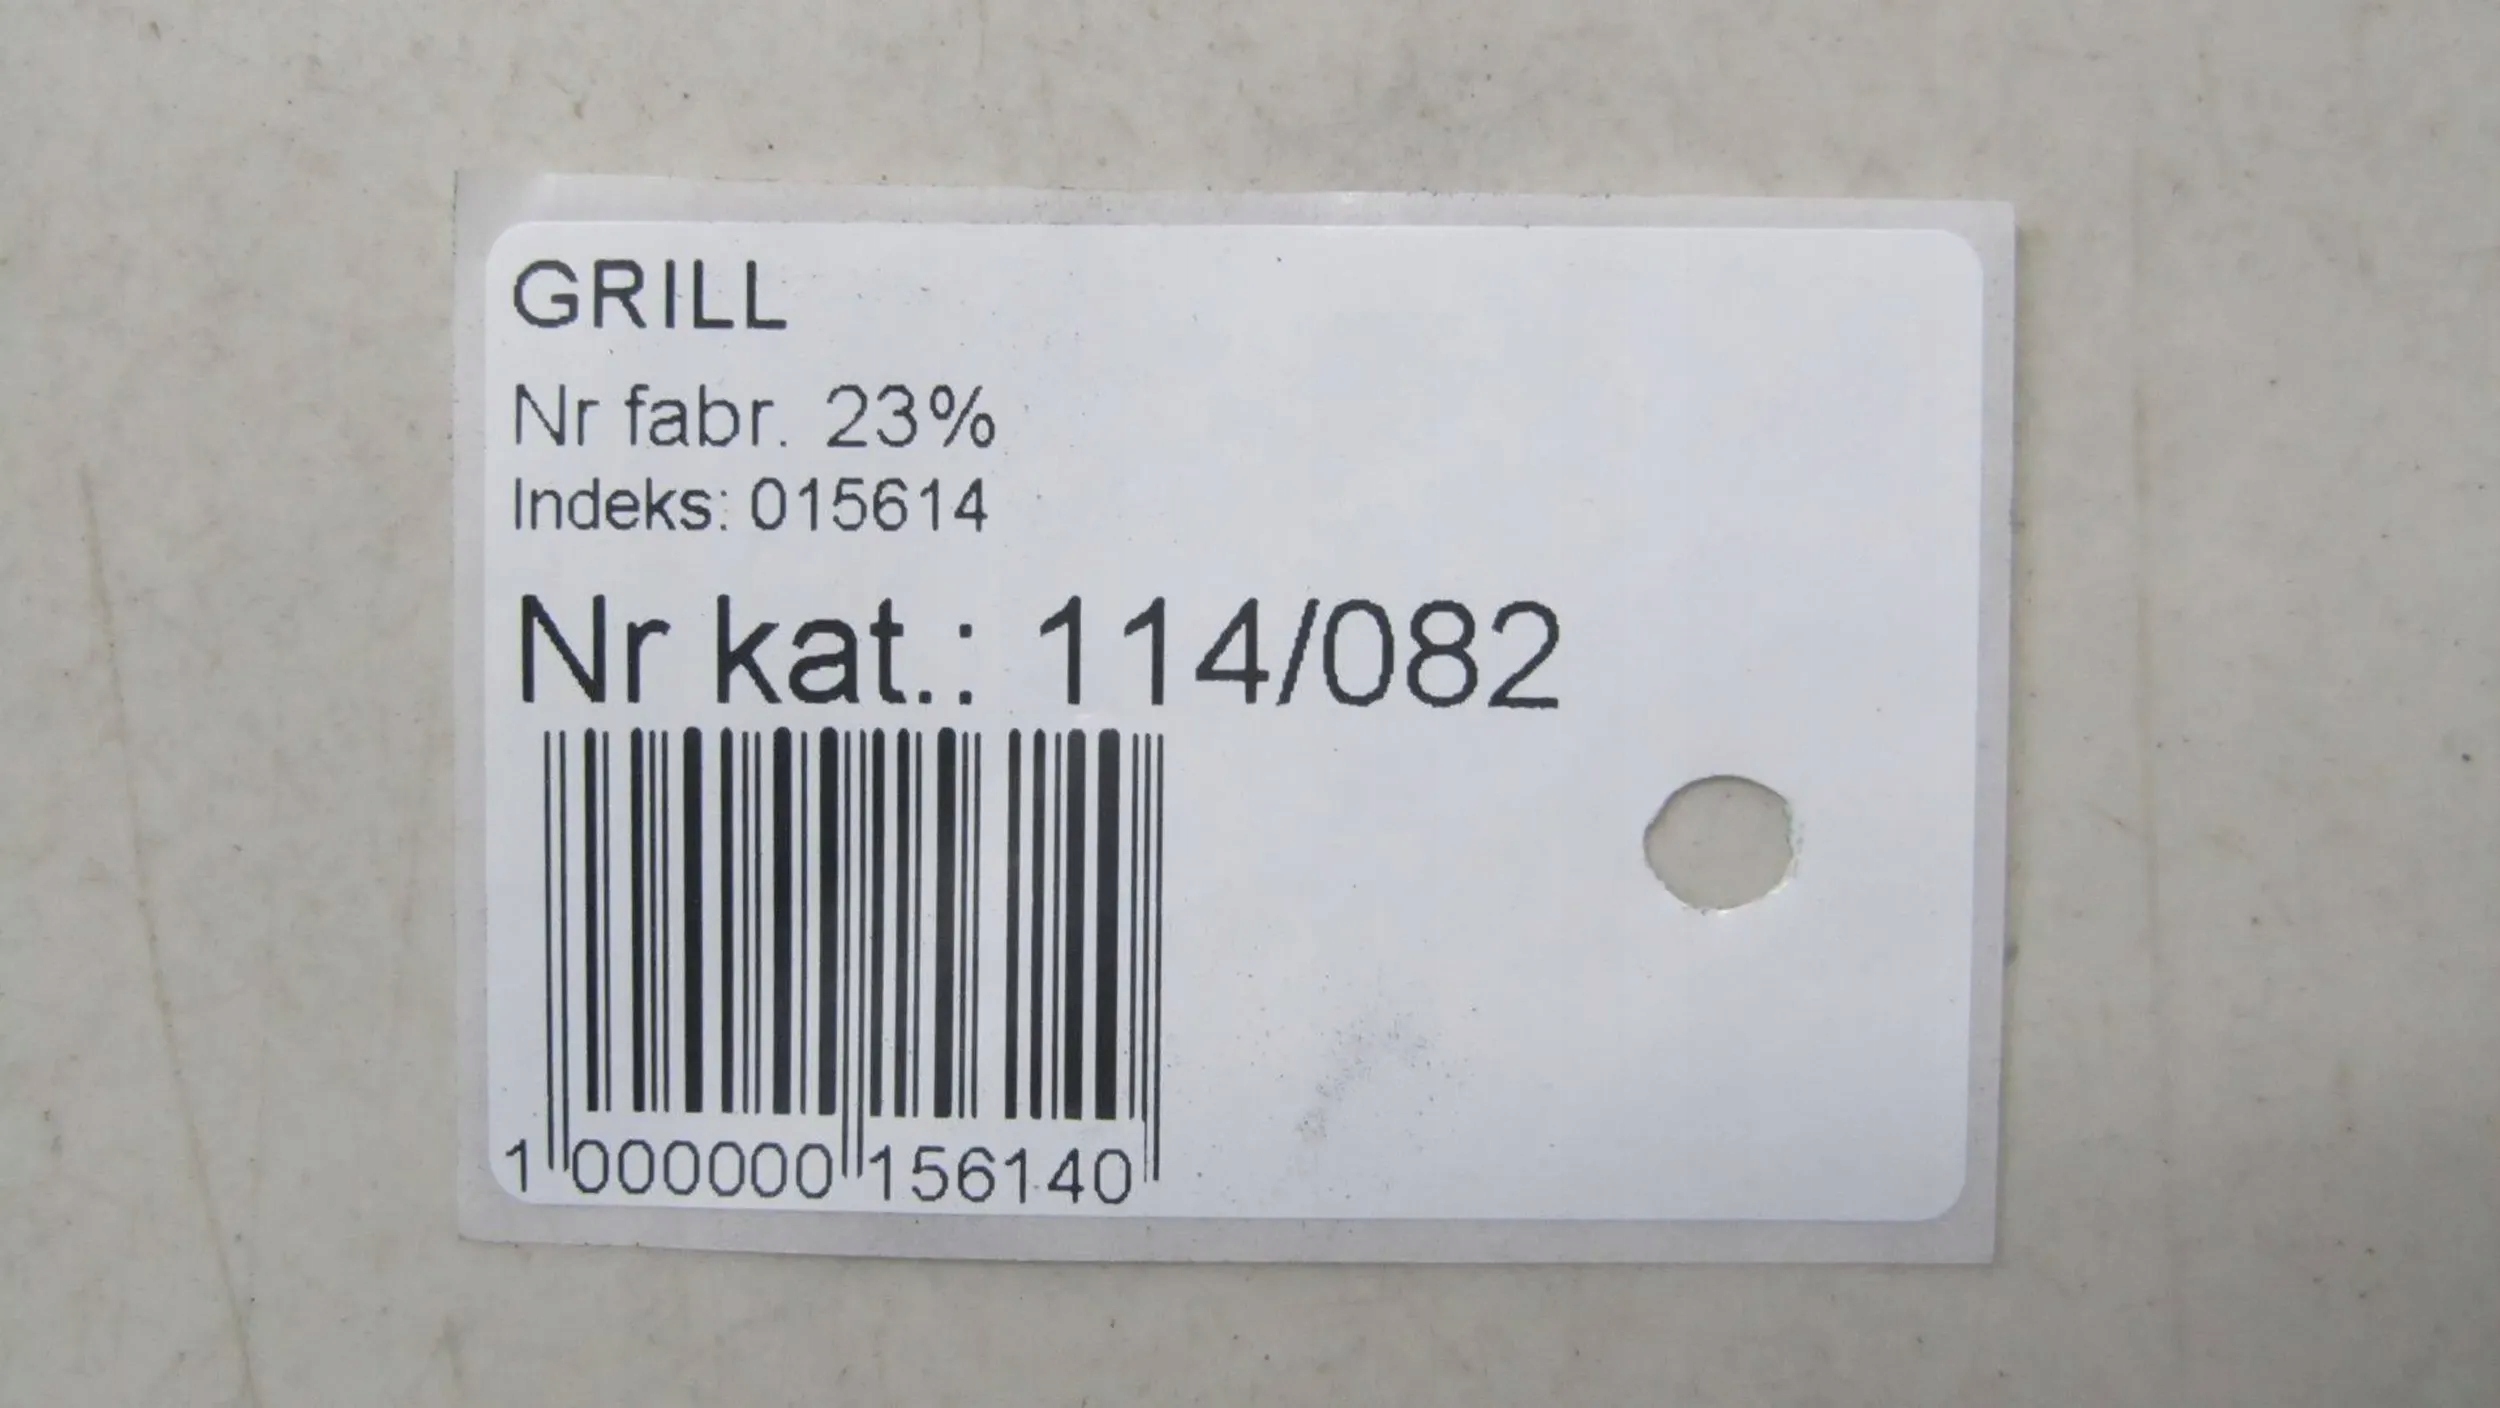 GRILL
Nr fabr. 23%
Indeks: 015614
Nr kat.: 114/082
1 000000 156140